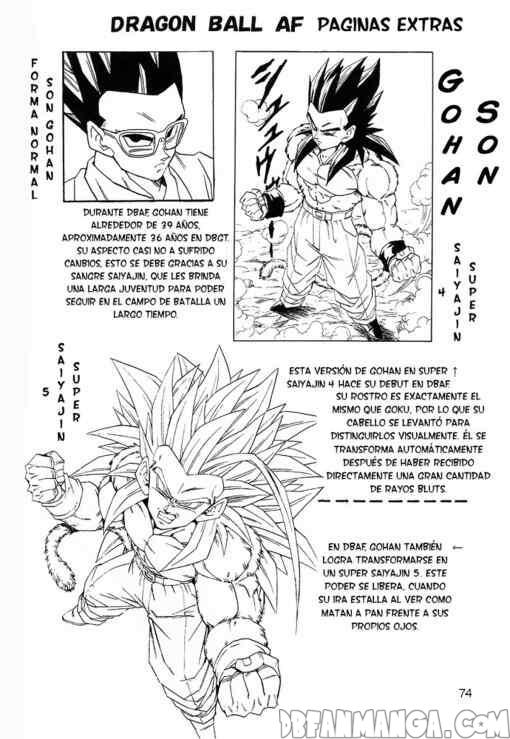 DRAGON BALL AF PAGINAS EXTRAS
SON GOHAN
FORMA NORMAL
SON
GOHAN
SUPER
SAIYAJIN
4
DURANTE DBAF, GOHAN TIENE
ALREDEDOR DE 39 AÑOS,
APROXIMADAMENTE 36 AÑOS EN DBGT.
SU ASPECTO CASI NO A SUFRIDO
CANBIOS, ESTO SE DEBE GRACIAS A SU
SANGRE SAIYAJIN, QUE LES BRINDA
UNA LARGA JUVENTUD PARA PODER
SEGUIR EN EL CAMPO DE BATALLA UN
LARGO TIEMPO.
SUPER
SAIYAJIN
5
ESTA VERSIÓN DE GOHAN EN SUPER ↑
SAIYAJIN 4 HACE SU DEBUT EN DBAF.
SU ROSTRO ES EXACTAMENTE EL
MISMO QUE GOKU, POR LO QUE SU
CABELLO SE LEVANTÓ PARA
DISTINGUIRLOS VISUALMENTE. ÉL SE
TRANSFORMA AUTOMÁTICAMENTE
DESPUÉS DE HABER RECIBIDO
DIRECTAMENTE UNA GRAN CANTIDAD
DE RAYOS BLUTS.
EN DBAF, GOHAN TAMBIÉN ←
LOGRA TRANSFORMARSE EN
UN SUPER SAIYAJIN 5. ESTE
PODER SE LIBERA, CUANDO
SU IRA ESTALLA AL VER COMO
MATAN A PAN FRENTE A SUS
PROPIOS OJOS.
74
DBFANMANGA.COM